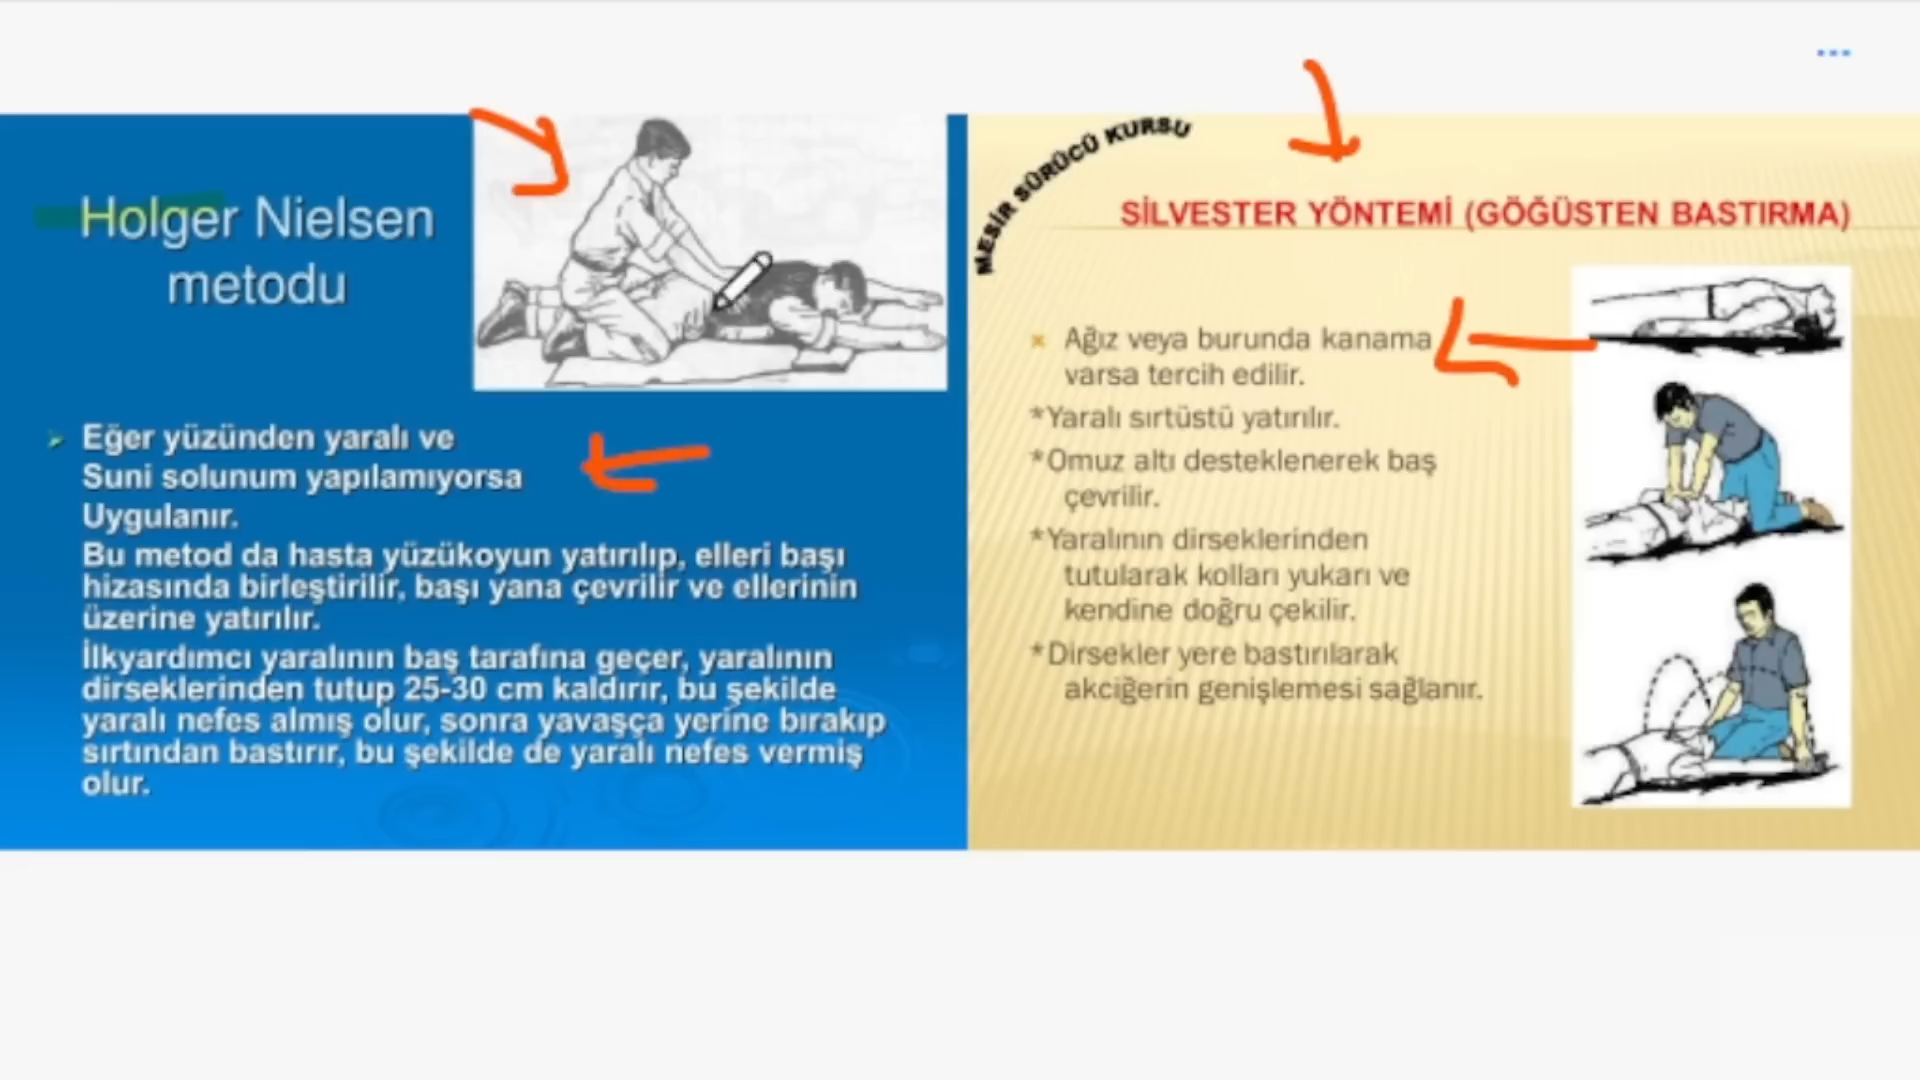 Holger Nielsen
metodu
Eğer yüzünden yaralı ve
Suni solunum yapılamıyorsa
Uygulanır.
Bu metod da hasta yüzükoyun yatırılıp, elleri başı
hizasında birleştirilir, başı yana çevrilir ve ellerinin
üzerine yatırılır.
İlkyardımcı yaralının baş tarafına geçer, yaralının
dirseklerinden tutup 25-30 cm kaldırır, bu şekilde
yaralı nefes almış olur, sonra yavaşça yerine bırakıp
sırtından bastırır, bu şekilde de yaralı nefes vermiş
olur.
MESİR SÜRÜCÜ KURSU
SİLVESTER YÖNTEMİ (GÖĞÜSTEN BASTIRMA)
Ağız veya burunda kanama
varsa tercih edilir.
*Yaralı sırtüstü yatırılır.
*Omuz altı desteklenerek baş
çevrilir.
*Yaralının dirseklerinden
tutularak kolları yukarı ve
kendine doğru çekilir.
*Dirsekler yere bastırılarak
akciğerin genişlemesi sağlanır.